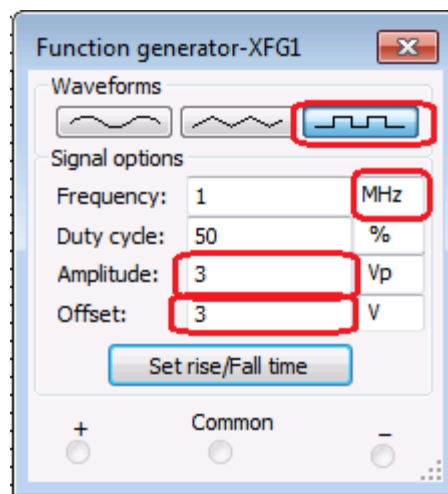 Function generator-XFG1
Waveforms
Signal options
Frequency: 1 MHz
Duty cycle: 50 %
Amplitude: 3 Vp
Offset: 3 V
Set rise/Fall time
+ Common −